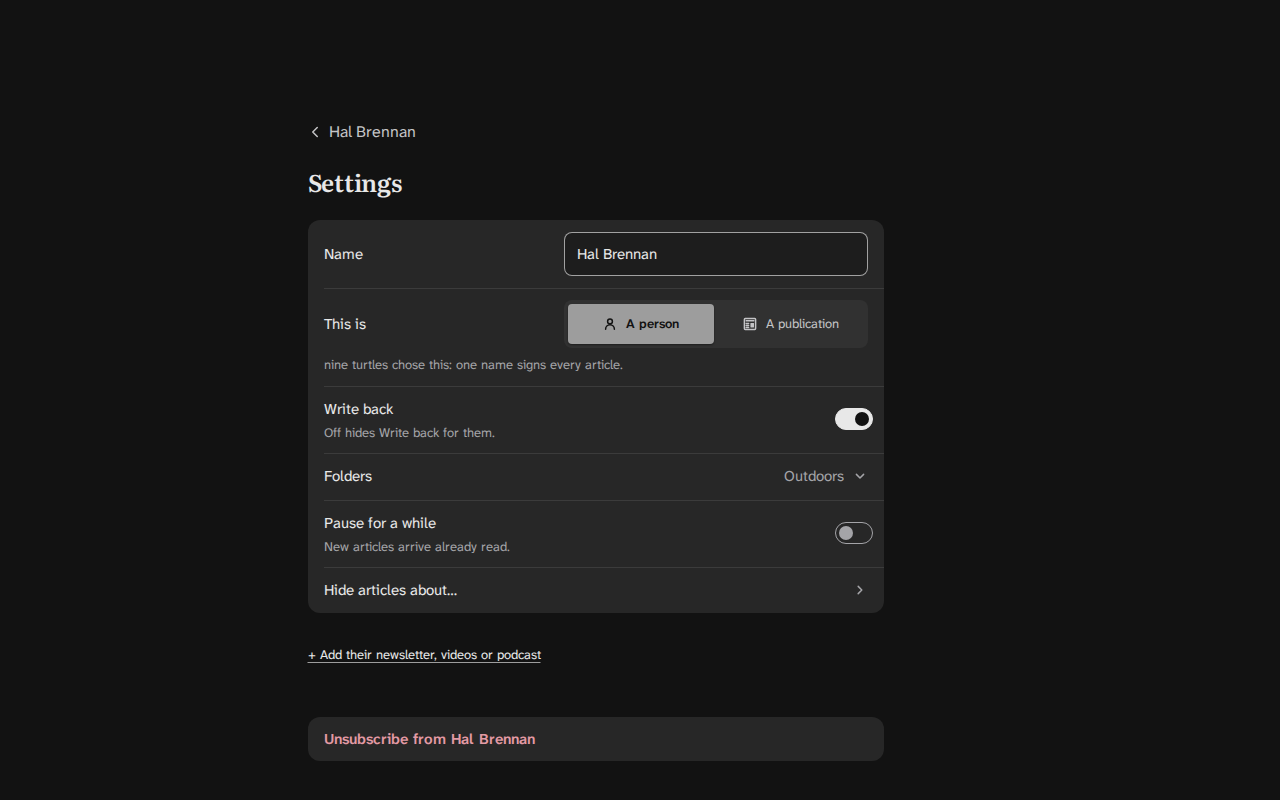 Hal Brennan
Settings
Name
Hal Brennan
This is
A person
A publication
nine turtles chose this: one name signs every article.
Write back
Off hides Write back for them.
Folders
Outdoors
Pause for a while
New articles arrive already read.
Hide articles about...
+ Add their newsletter, videos or podcast
Unsubscribe from Hal Brennan